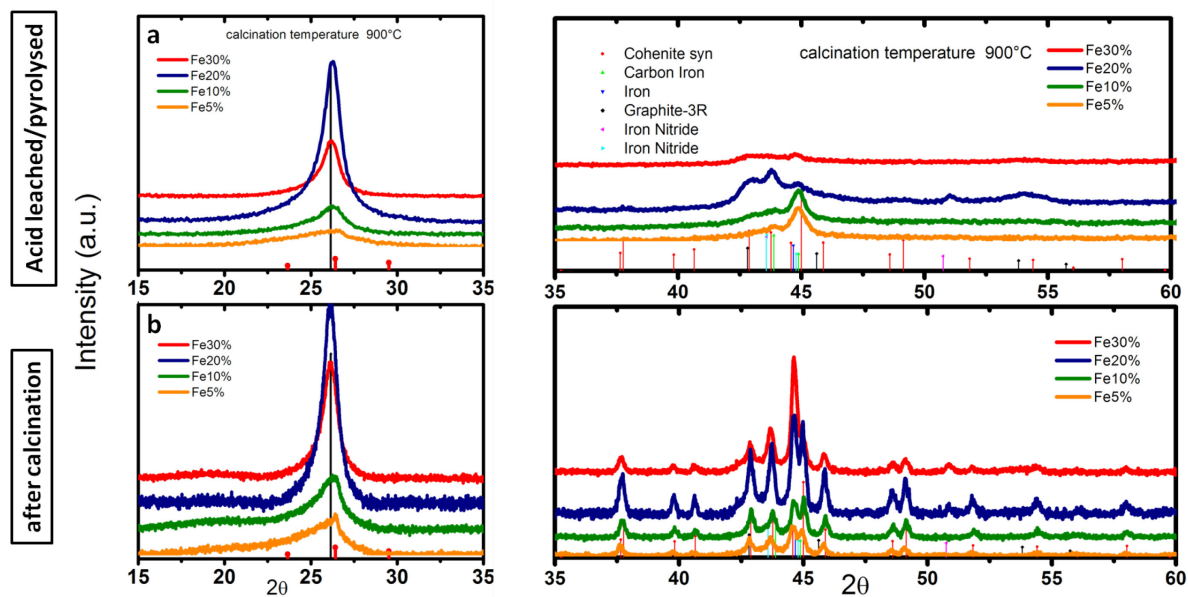 Acid leached/pyrolysed
after calcination
Intensity (a.u.)
a
calcination temperature 900°C
Fe30%
Fe20%
Fe10%
Fe5%
15 20 25 30 35
Cohenite syn
Carbon Iron
Iron
Graphite-3R
Iron Nitride
Iron Nitride
calcination temperature 900°C
Fe30%
Fe20%
Fe10%
Fe5%
35 40 45 50 55 60
b
Fe30%
Fe20%
Fe10%
Fe5%
15 20 25 30 35
2θ
Fe30%
Fe20%
Fe10%
Fe5%
35 40 45 50 55 60
2θ